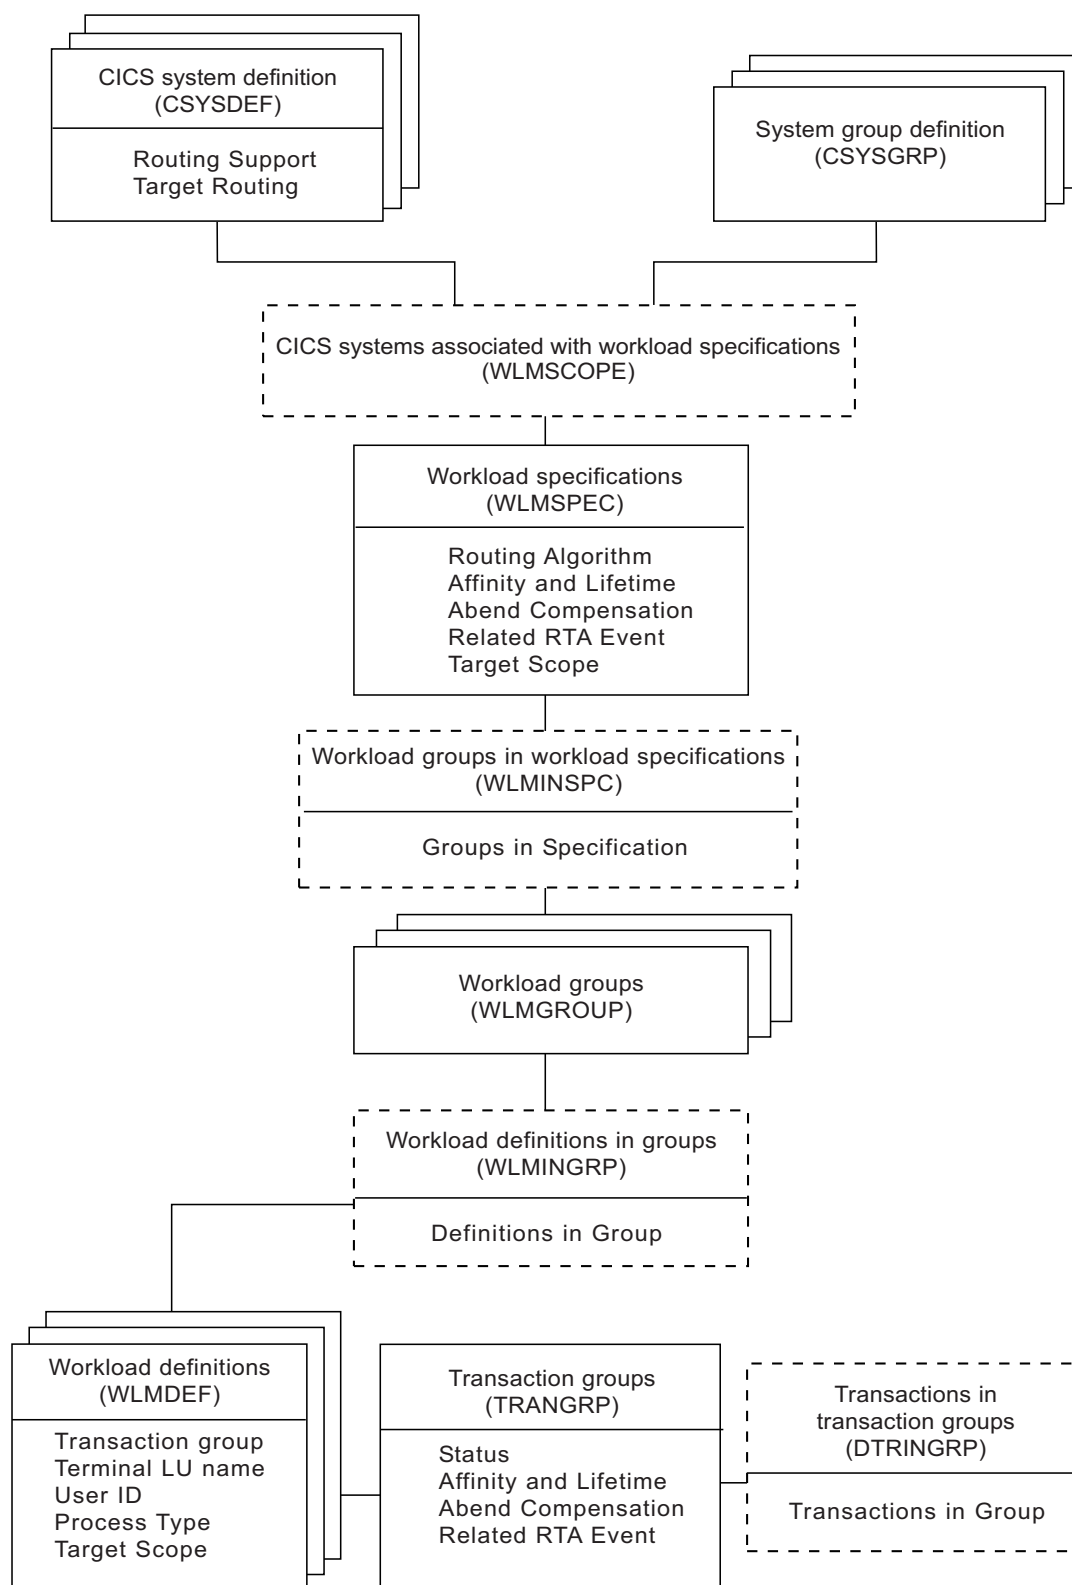 CICS system definition
(CSYSDEF)
Routing Support
Target Routing
System group definition
(CSYSGRP)
CICS systems associated with workload specifications
(WLMSCOPE)
Workload specifications
(WLMSPEC)
Routing Algorithm
Affinity and Lifetime
Abend Compensation
Related RTA Event
Target Scope
Workload groups in workload specifications
(WLMINSPC)
Groups in Specification
Workload groups
(WLMGROUP)
Workload definitions in groups
(WLMINGRP)
Definitions in Group
Workload definitions
(WLMDEF)
Transaction group
Terminal LU name
User ID
Process Type
Target Scope
Transaction groups
(TRANGRP)
Status
Affinity and Lifetime
Abend Compensation
Related RTA Event
Transactions in
transaction groups
(DTRINGRP)
Transactions in Group